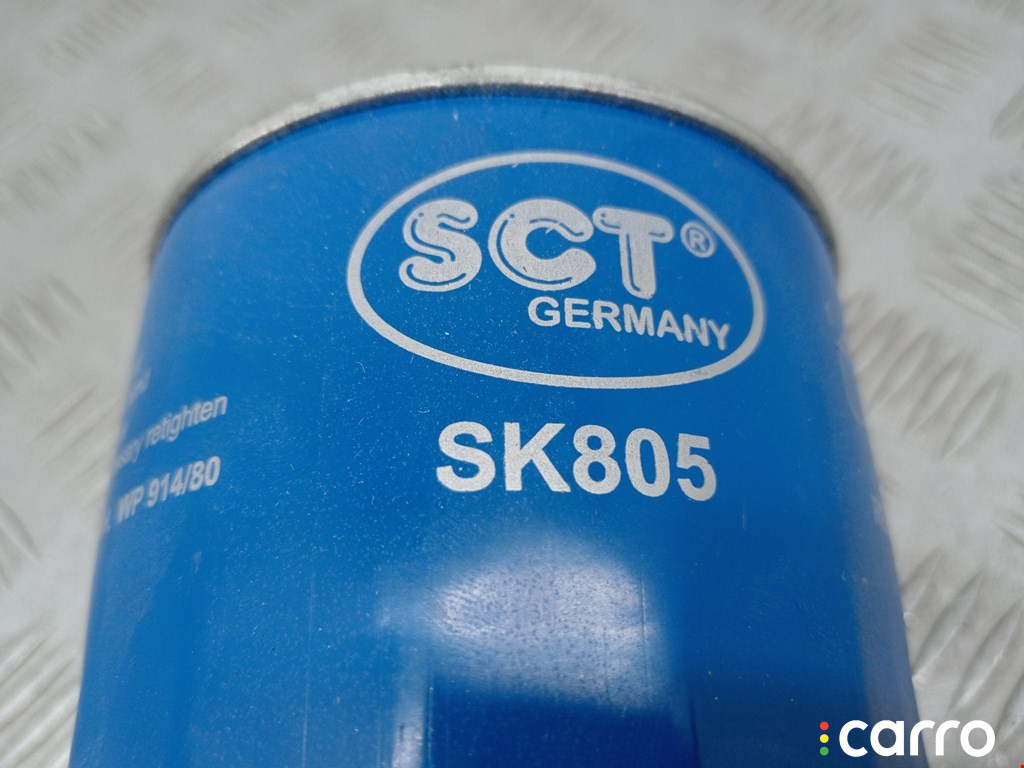 SCT®
GERMANY
SK805
retighten
WP 914/80
carro